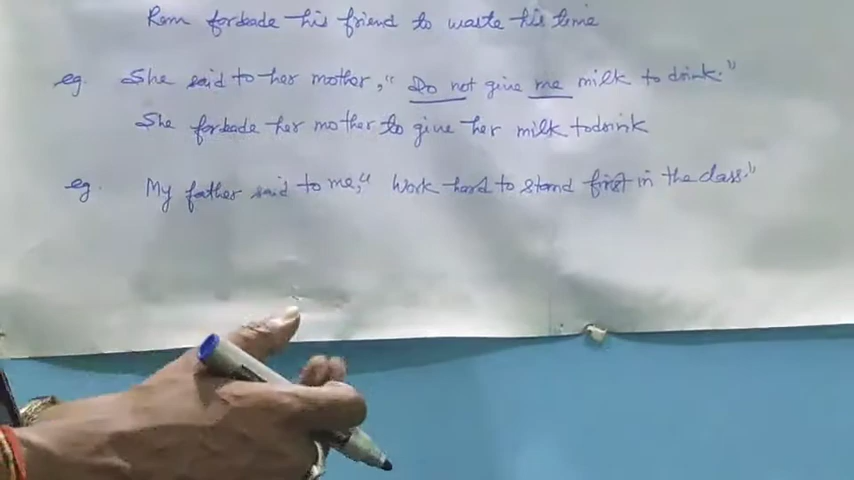 Ram forbade his friend to waste his time
eg. She said to her mother, "Do not give me milk to drink."
She forbade her mother to give her milk to drink
eg. My father said to me, "Work hard to stand first in the class."